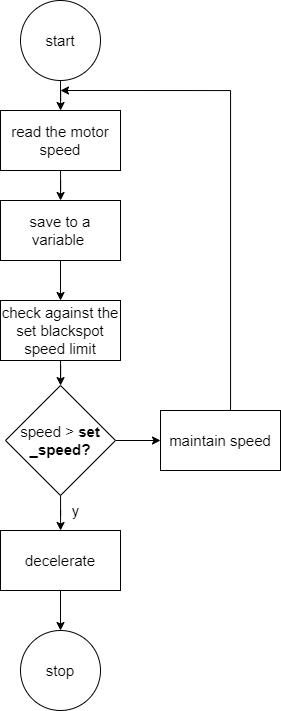 start
read the motor
speed
save to a
variable
check against the
set blackspot
speed limit
speed > set
_speed?
maintain speed
y
decelerate
stop